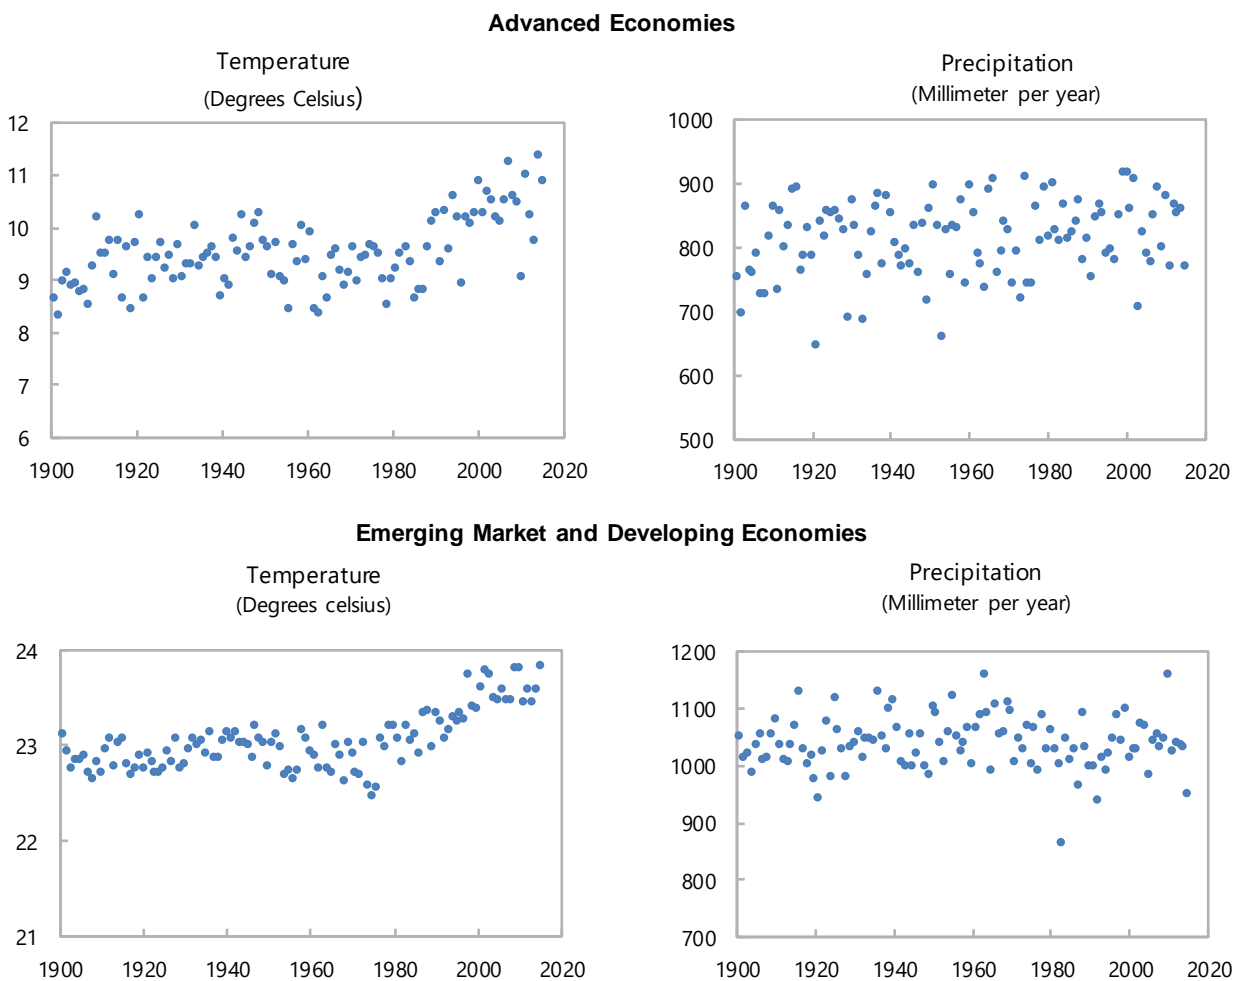 Advanced Economies
Temperature
(Degrees Celsius)
Precipitation
(Millimeter per year)
12
11
10
9
8
7
6
1900 1920 1940 1960 1980 2000 2020
1000
900
800
700
600
500
1900 1920 1940 1960 1980 2000 2020
Emerging Market and Developing Economies
Temperature
(Degrees celsius)
Precipitation
(Millimeter per year)
24
23
22
21
1900 1920 1940 1960 1980 2000 2020
1200
1100
1000
900
800
700
1900 1920 1940 1960 1980 2000 2020